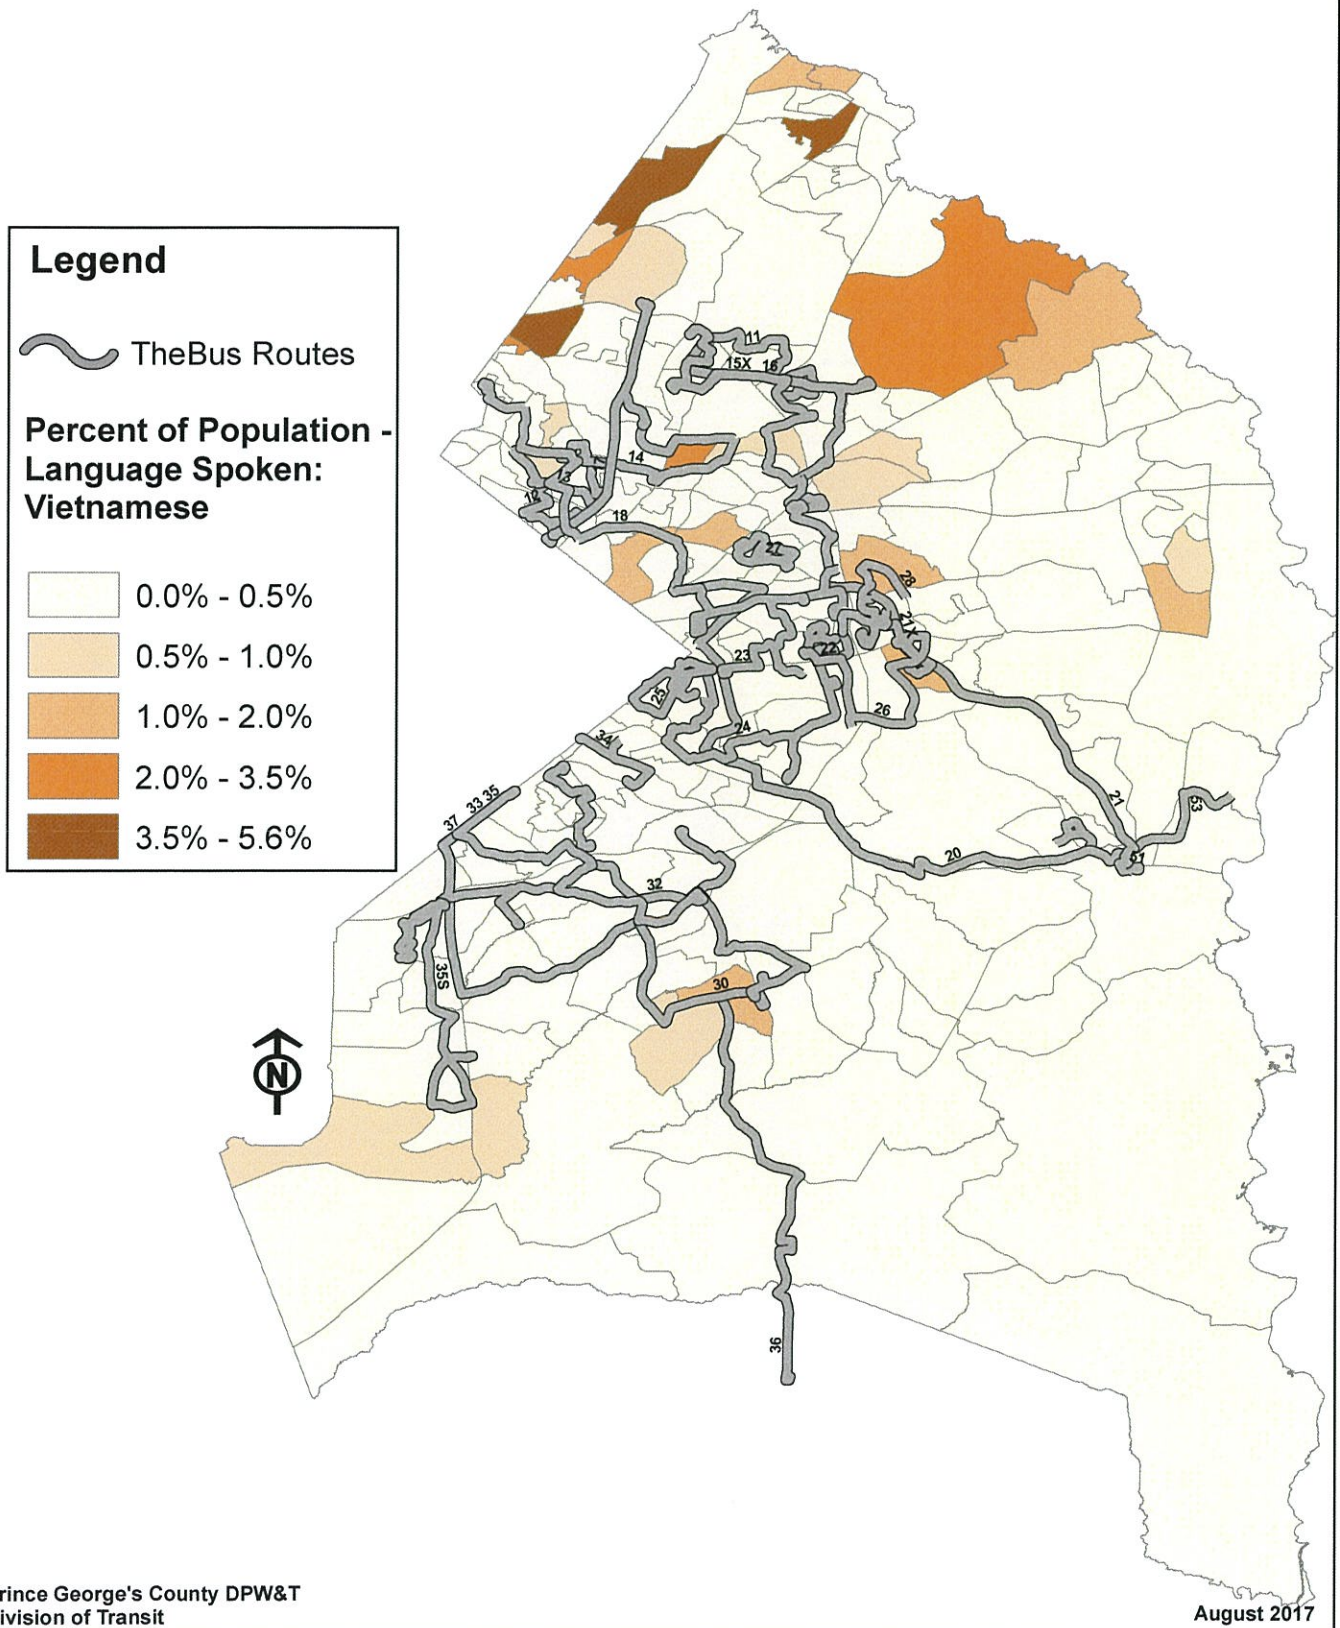 Legend
TheBus Routes
Percent of Population -
Language Spoken:
Vietnamese
0.0% - 0.5%
0.5% - 1.0%
1.0% - 2.0%
2.0% - 3.5%
3.5% - 5.6%
11
15X 16
14
13
12
18
27
28
21X
23
22
25
26
24
34
21
53
33 35
37
20
51
32
35S
30
N
36
rince George's County DPW&T
ivision of Transit
August 2017